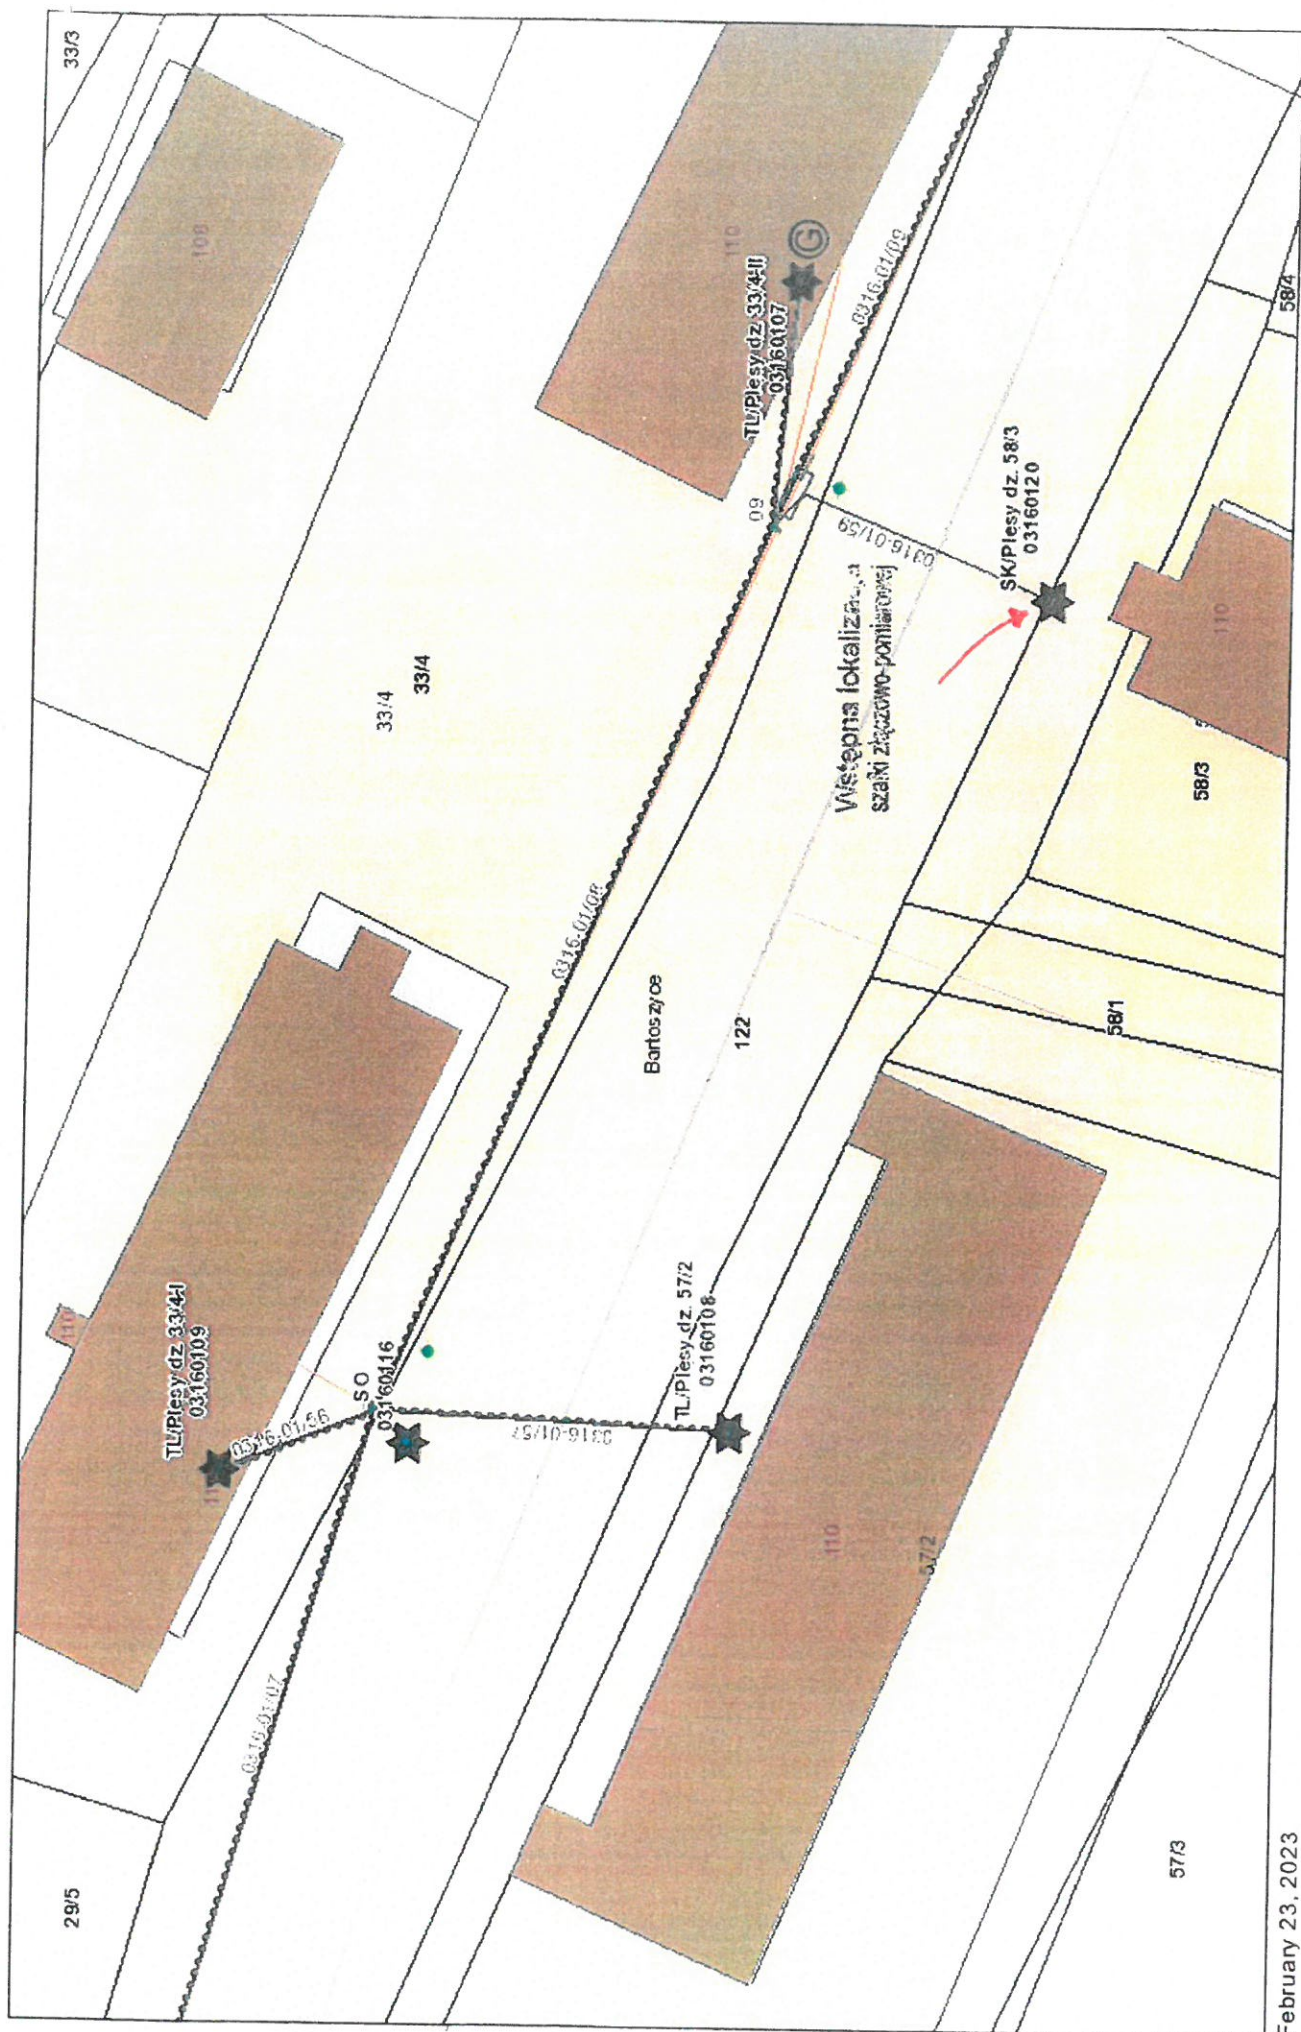 33/3
108
110
TL/Plesy dz. 33/4-II
03160107
G
0316-01/09
09
58/4
SK/Plesy dz. 58/3
03160120
0316-01/59
Wstępna lokalizacja
szafki złączowo-pomiarowej
110
33/4
33/4
58/3
0316-01/08
Bartoszyce
122
58/1
110
TL/Plesy dz. 33/4-I
03160109
0316-01/56
SO
03160116
TL/Plesy dz. 57/2
03160108
0316-01/57
110
57/2
0316-01/07
29/5
57/3
February 23, 2023